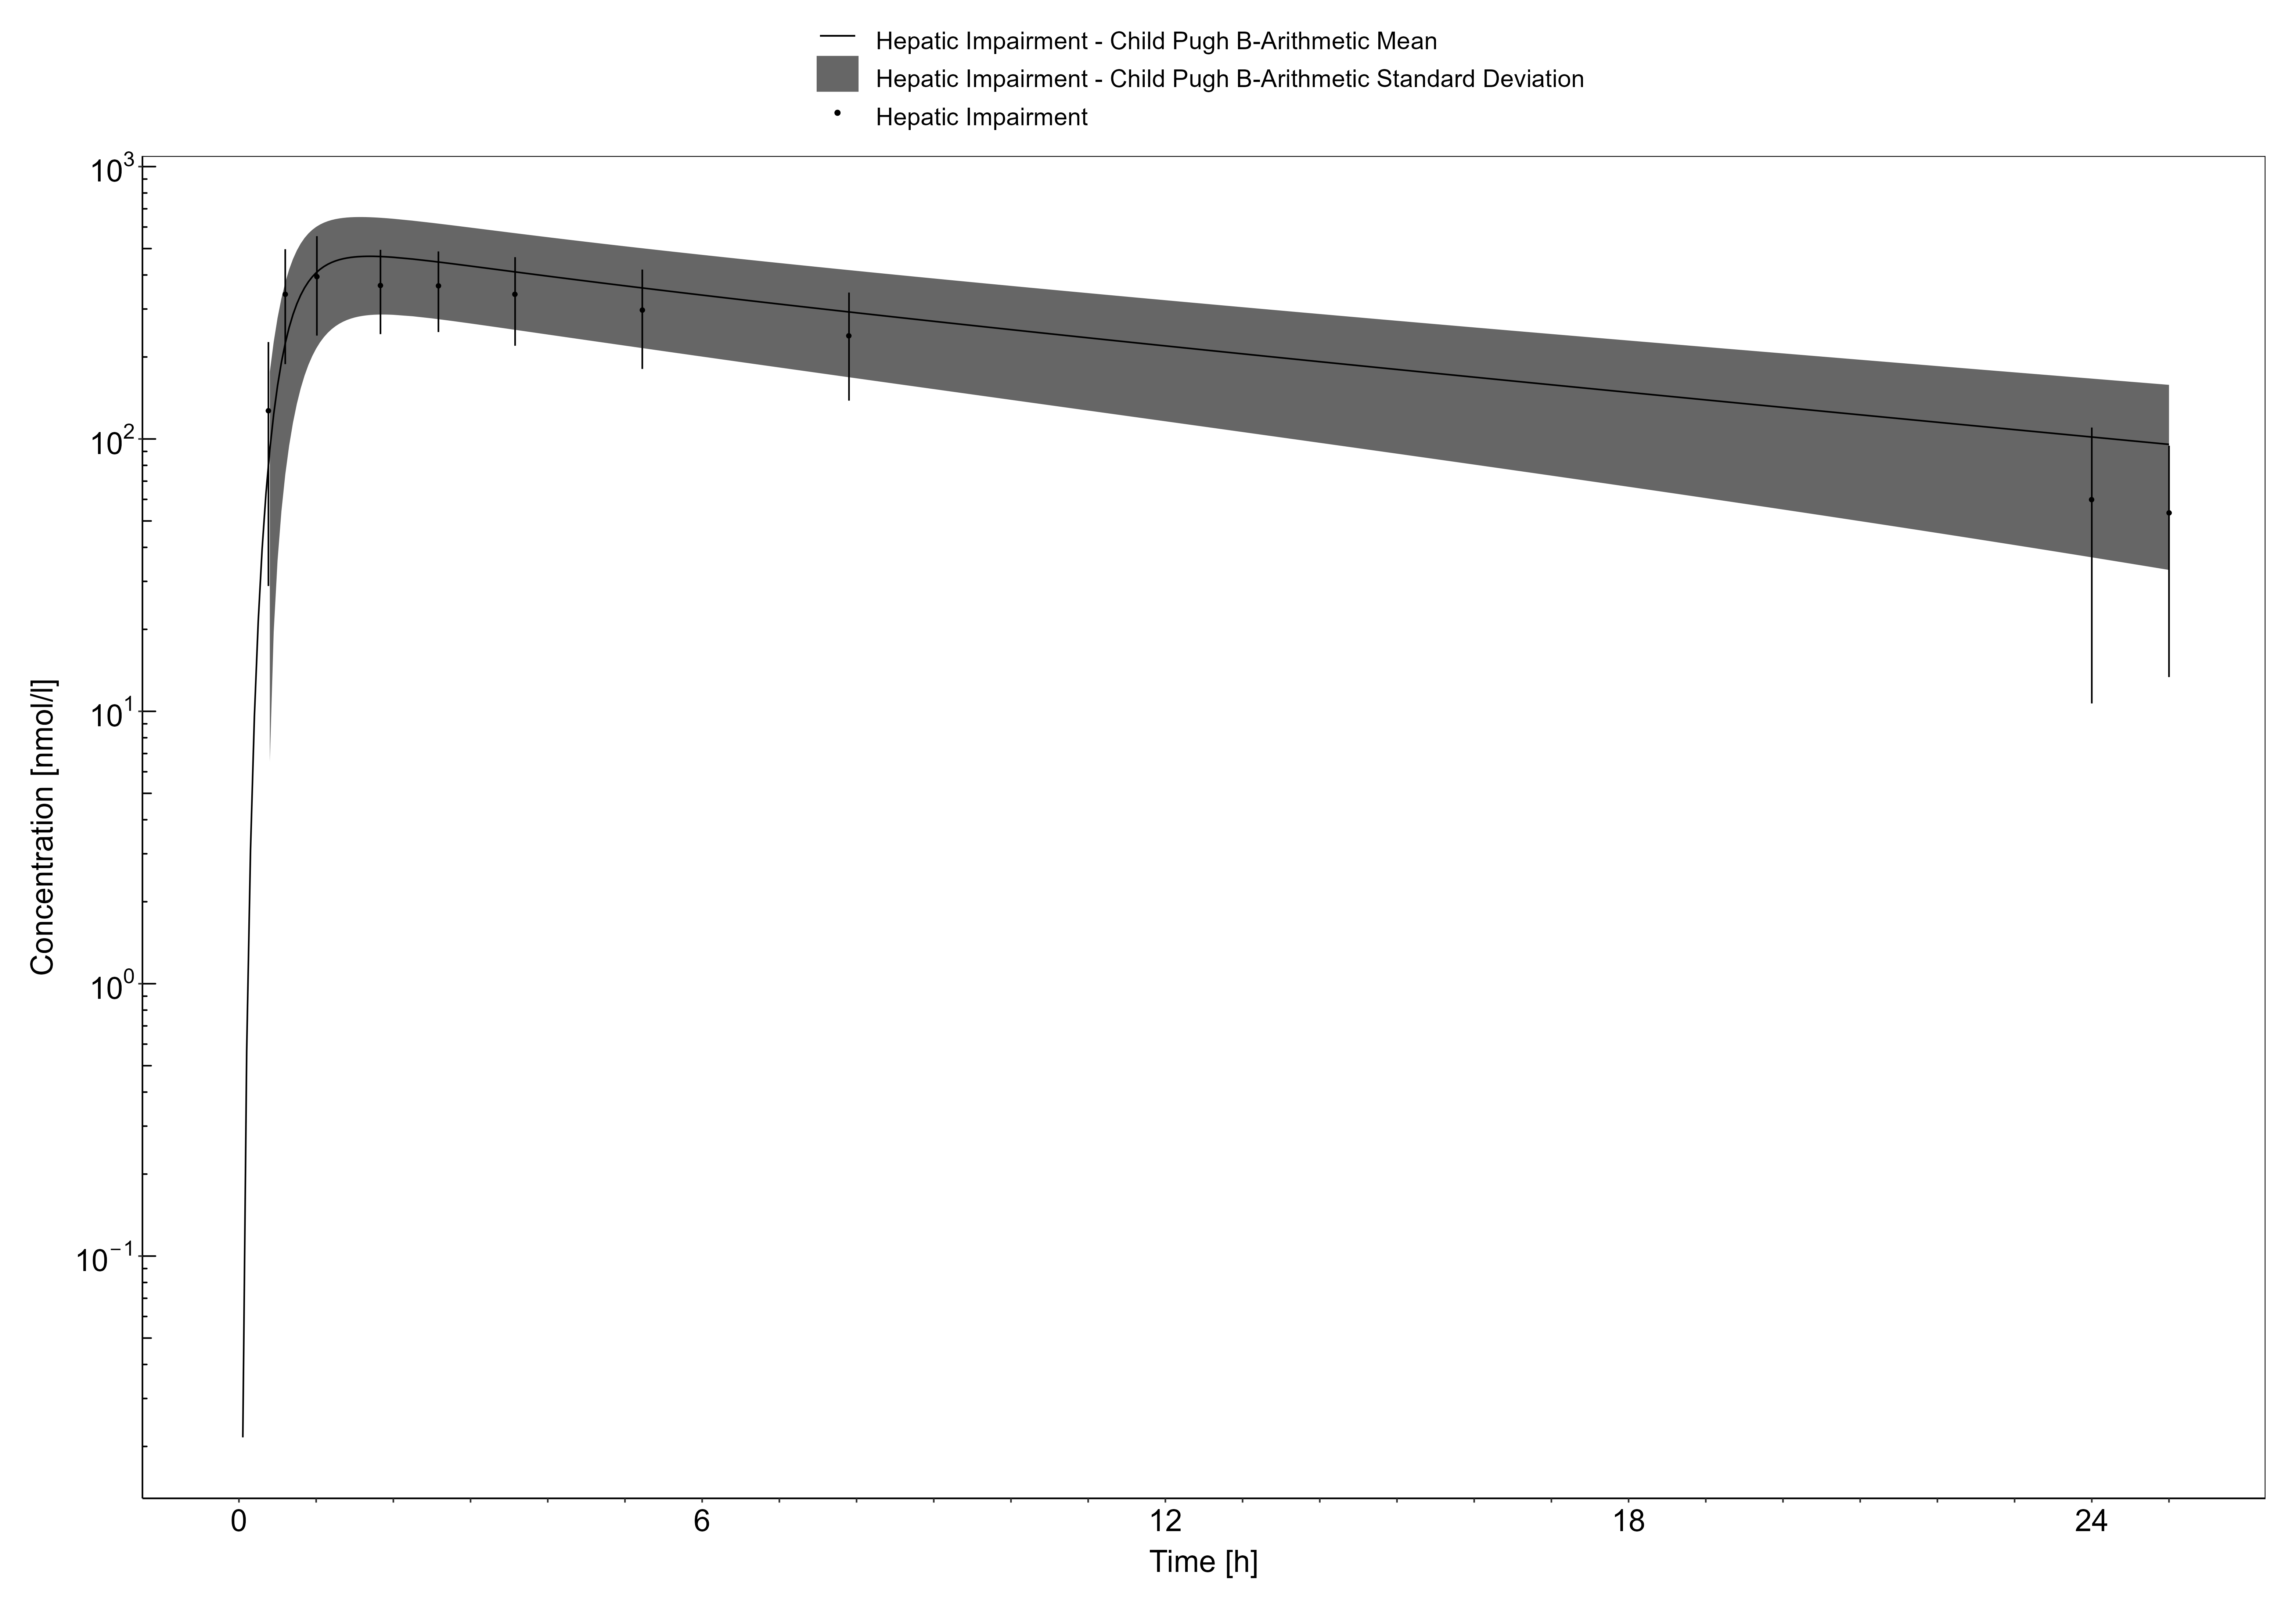 Hepatic Impairment - Child Pugh B-Arithmetic Mean
Hepatic Impairment - Child Pugh B-Arithmetic Standard Deviation
Hepatic Impairment
10³
10²
10¹
10⁰
10⁻¹
Concentration [nmol/l]
0 6 12 18 24
Time [h]